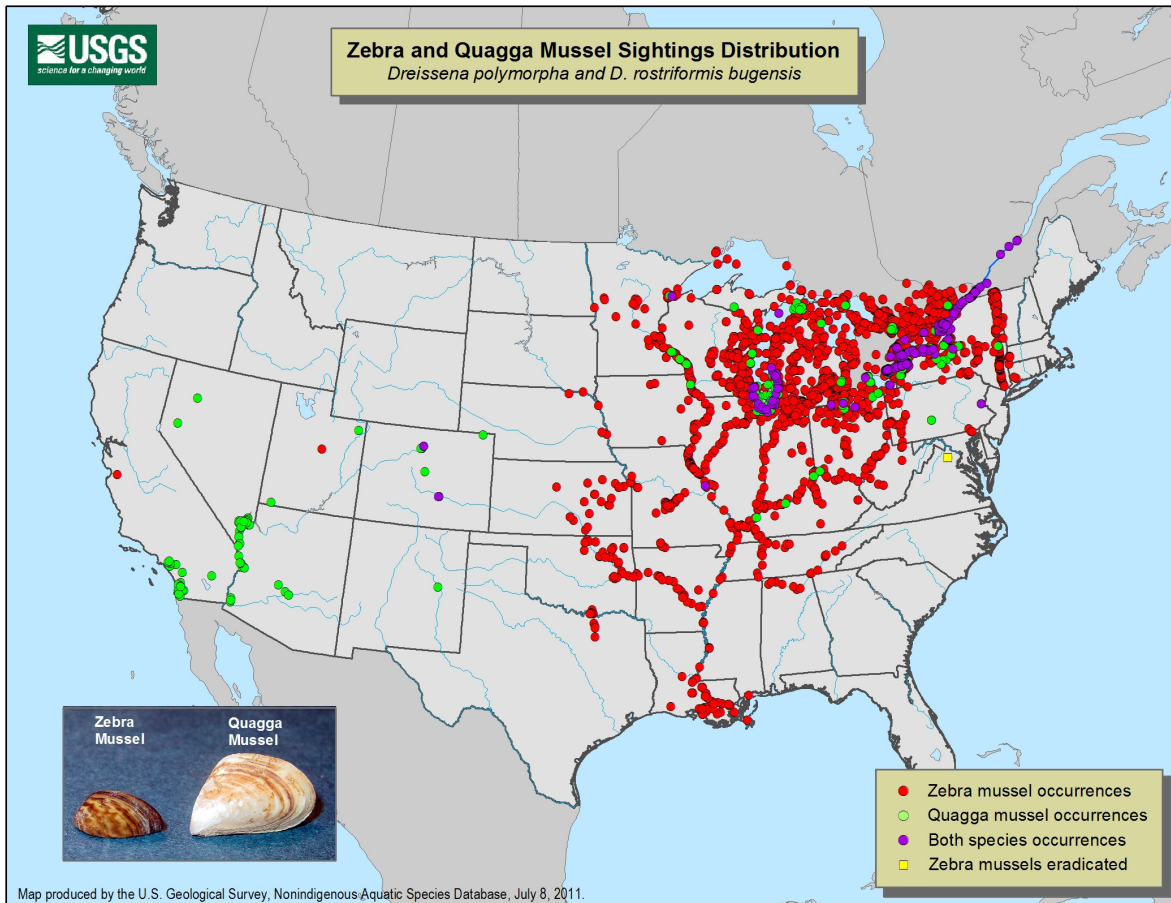 USGS
science for a changing world
Zebra and Quagga Mussel Sightings Distribution
Dreissena polymorpha and D. rostriformis bugensis
Zebra
Mussel
Quagga
Mussel
Zebra mussel occurrences
Quagga mussel occurrences
Both species occurrences
Zebra mussels eradicated
Map produced by the U.S. Geological Survey, Nonindigenous Aquatic Species Database, July 8, 2011.